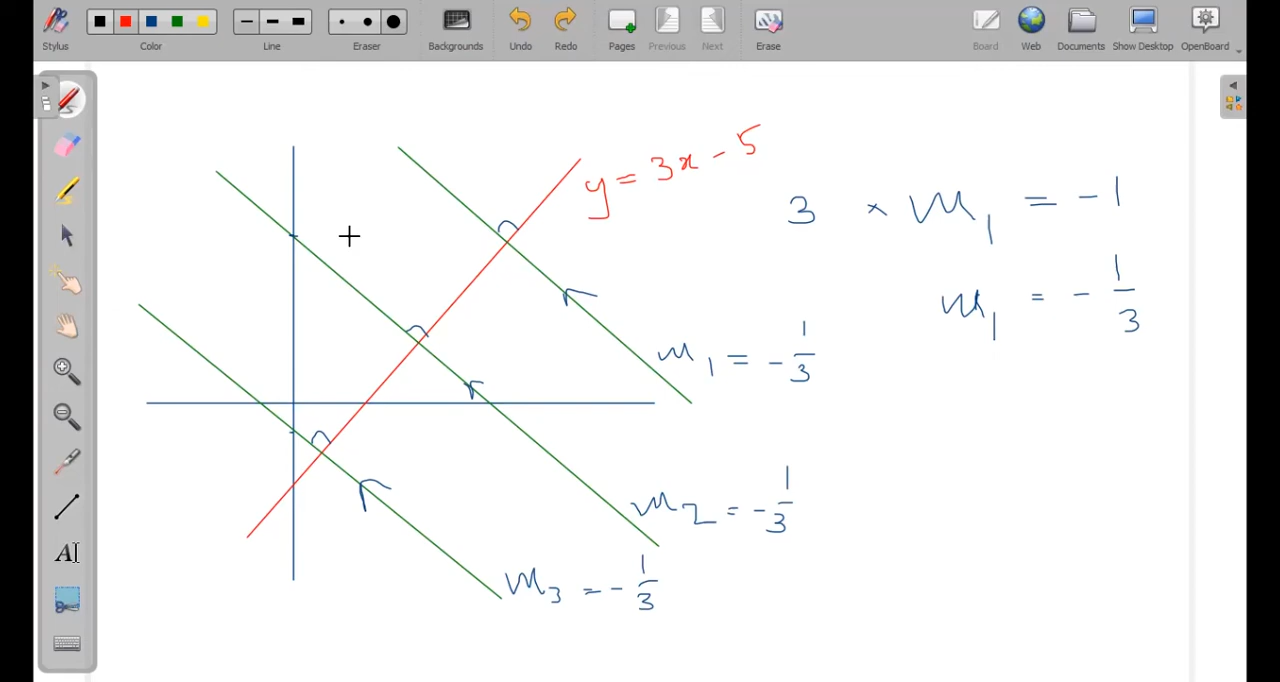 Stylus
Color
Line
Eraser
Backgrounds
Undo
Redo
Pages
Previous
Next
Erase
Board
Web
Documents
Show Desktop
OpenBoard
y = 3x - 5
3 × m₁ = -1
m₁ = - 1/3
m₁ = - 1/3
m₂ = - 1/3
m₃ = - 1/3
A